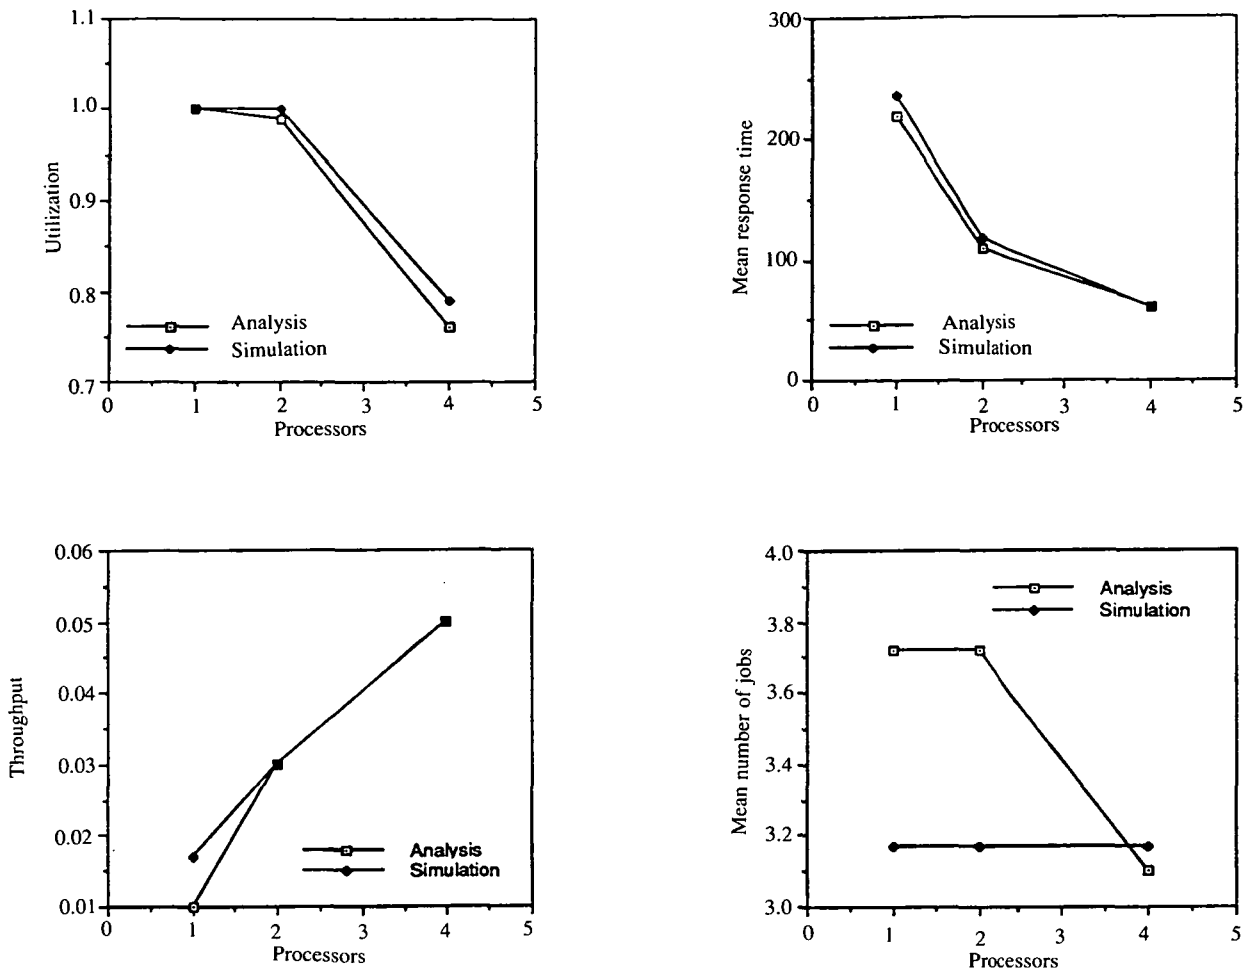 1.1
1.0
0.9
0.8
0.7
Utilization
Analysis
Simulation
0 1 2 3 4 5
Processors
300
200
100
0
Mean response time
Analysis
Simulation
0 1 2 3 4 5
Processors
0.06
0.05
0.04
0.03
0.02
0.01
Throughput
Analysis
Simulation
0 1 2 3 4 5
Processors
4.0
3.8
3.6
3.4
3.2
3.0
Mean number of jobs
Analysis
Simulation
0 1 2 3 4 5
Processors